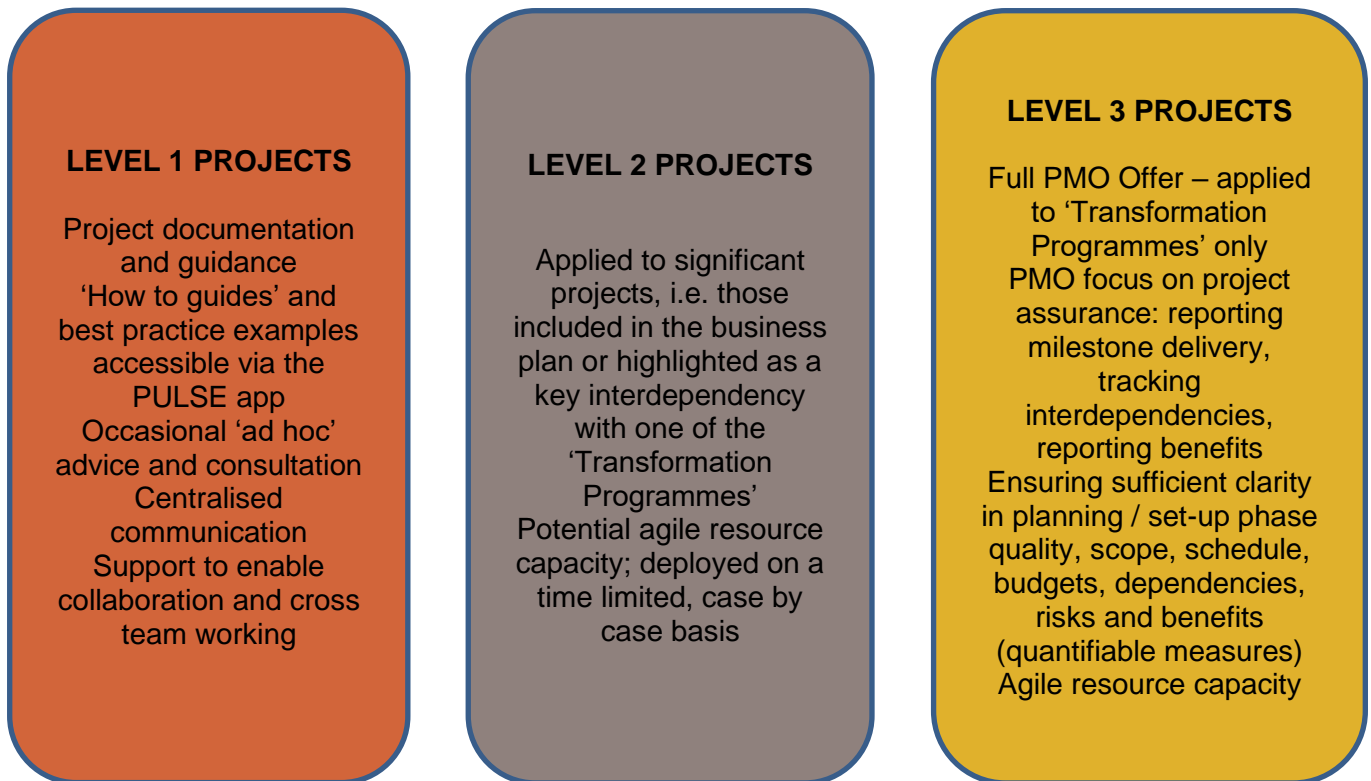 LEVEL 1 PROJECTS
Project documentation
and guidance
‘How to guides’ and
best practice examples
accessible via the
PULSE app
Occasional ‘ad hoc’
advice and consultation
Centralised
communication
Support to enable
collaboration and cross
team working
LEVEL 2 PROJECTS
Applied to significant
projects, i.e. those
included in the business
plan or highlighted as a
key interdependency
with one of the
‘Transformation
Programmes’
Potential agile resource
capacity; deployed on a
time limited, case by
case basis
LEVEL 3 PROJECTS
Full PMO Offer – applied
to ‘Transformation
Programmes’ only
PMO focus on project
assurance: reporting
milestone delivery,
tracking
interdependencies,
reporting benefits
Ensuring sufficient clarity
in planning / set-up phase
quality, scope, schedule,
budgets, dependencies,
risks and benefits
(quantifiable measures)
Agile resource capacity